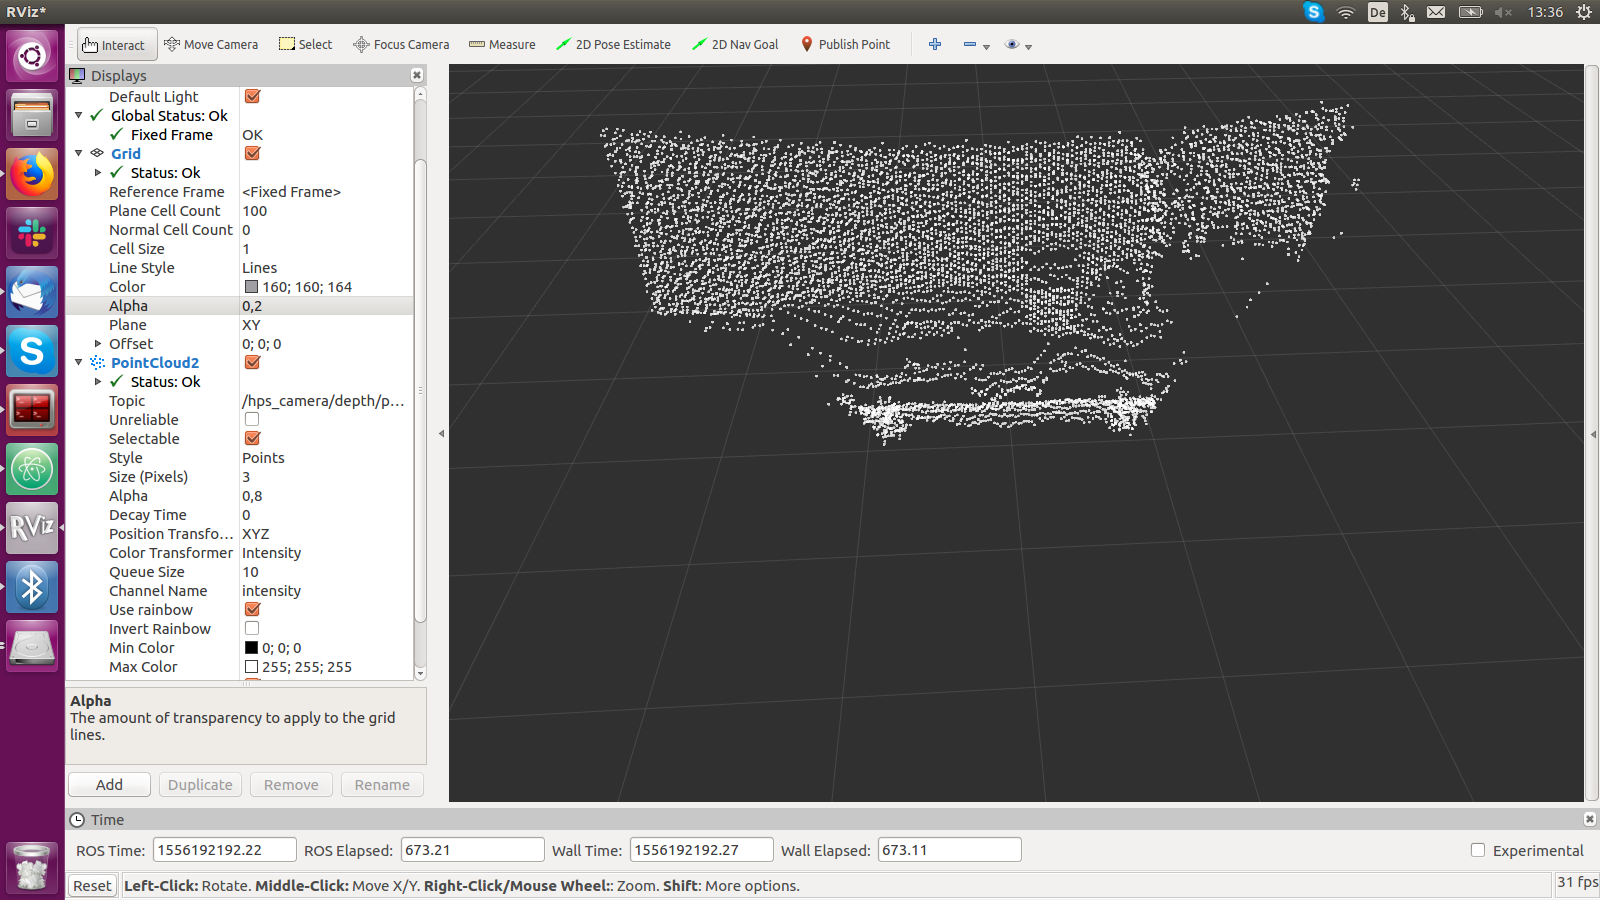 RViz*
De
13:36
Interact Move Camera Select Focus Camera Measure 2D Pose Estimate 2D Nav Goal Publish Point
Displays
Default Light
Global Status: Ok
Fixed Frame OK
Grid
Status: Ok
Reference Frame <Fixed Frame>
Plane Cell Count 100
Normal Cell Count 0
Cell Size 1
Line Style Lines
Color 160; 160; 164
Alpha 0,2
Plane XY
Offset 0; 0; 0
PointCloud2
Status: Ok
Topic /hps_camera/depth/p...
Unreliable
Selectable
Style Points
Size (Pixels) 3
Alpha 0,8
Decay Time 0
Position Transfo... XYZ
Color Transformer Intensity
Queue Size 10
Channel Name intensity
Use rainbow
Invert Rainbow
Min Color 0; 0; 0
Max Color 255; 255; 255
Alpha
The amount of transparency to apply to the grid
lines.
Add Duplicate Remove Rename
Time
ROS Time: 1556192192.22 ROS Elapsed: 673.21 Wall Time: 1556192192.27 Wall Elapsed: 673.11 Experimental
Reset Left-Click: Rotate. Middle-Click: Move X/Y. Right-Click/Mouse Wheel:: Zoom. Shift: More options. 31 fps
S
S
RViz